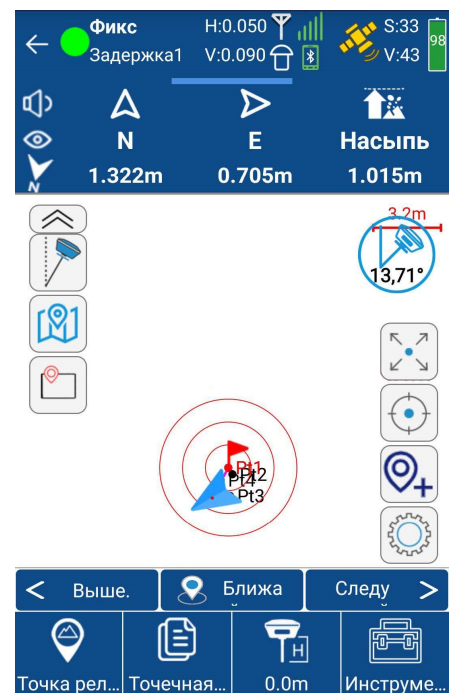 Фикс H:0.050 S:33 98
Задержка1 V:0.090 V:43
N E Насыпь
N 1.322m 0.705m 1.015m
3,2m
13,71°
Pt1
Pt2
Pt4
Pt3
Выше. Ближа Следу
Точка рел... Точечная... 0.0m Инструме...
H